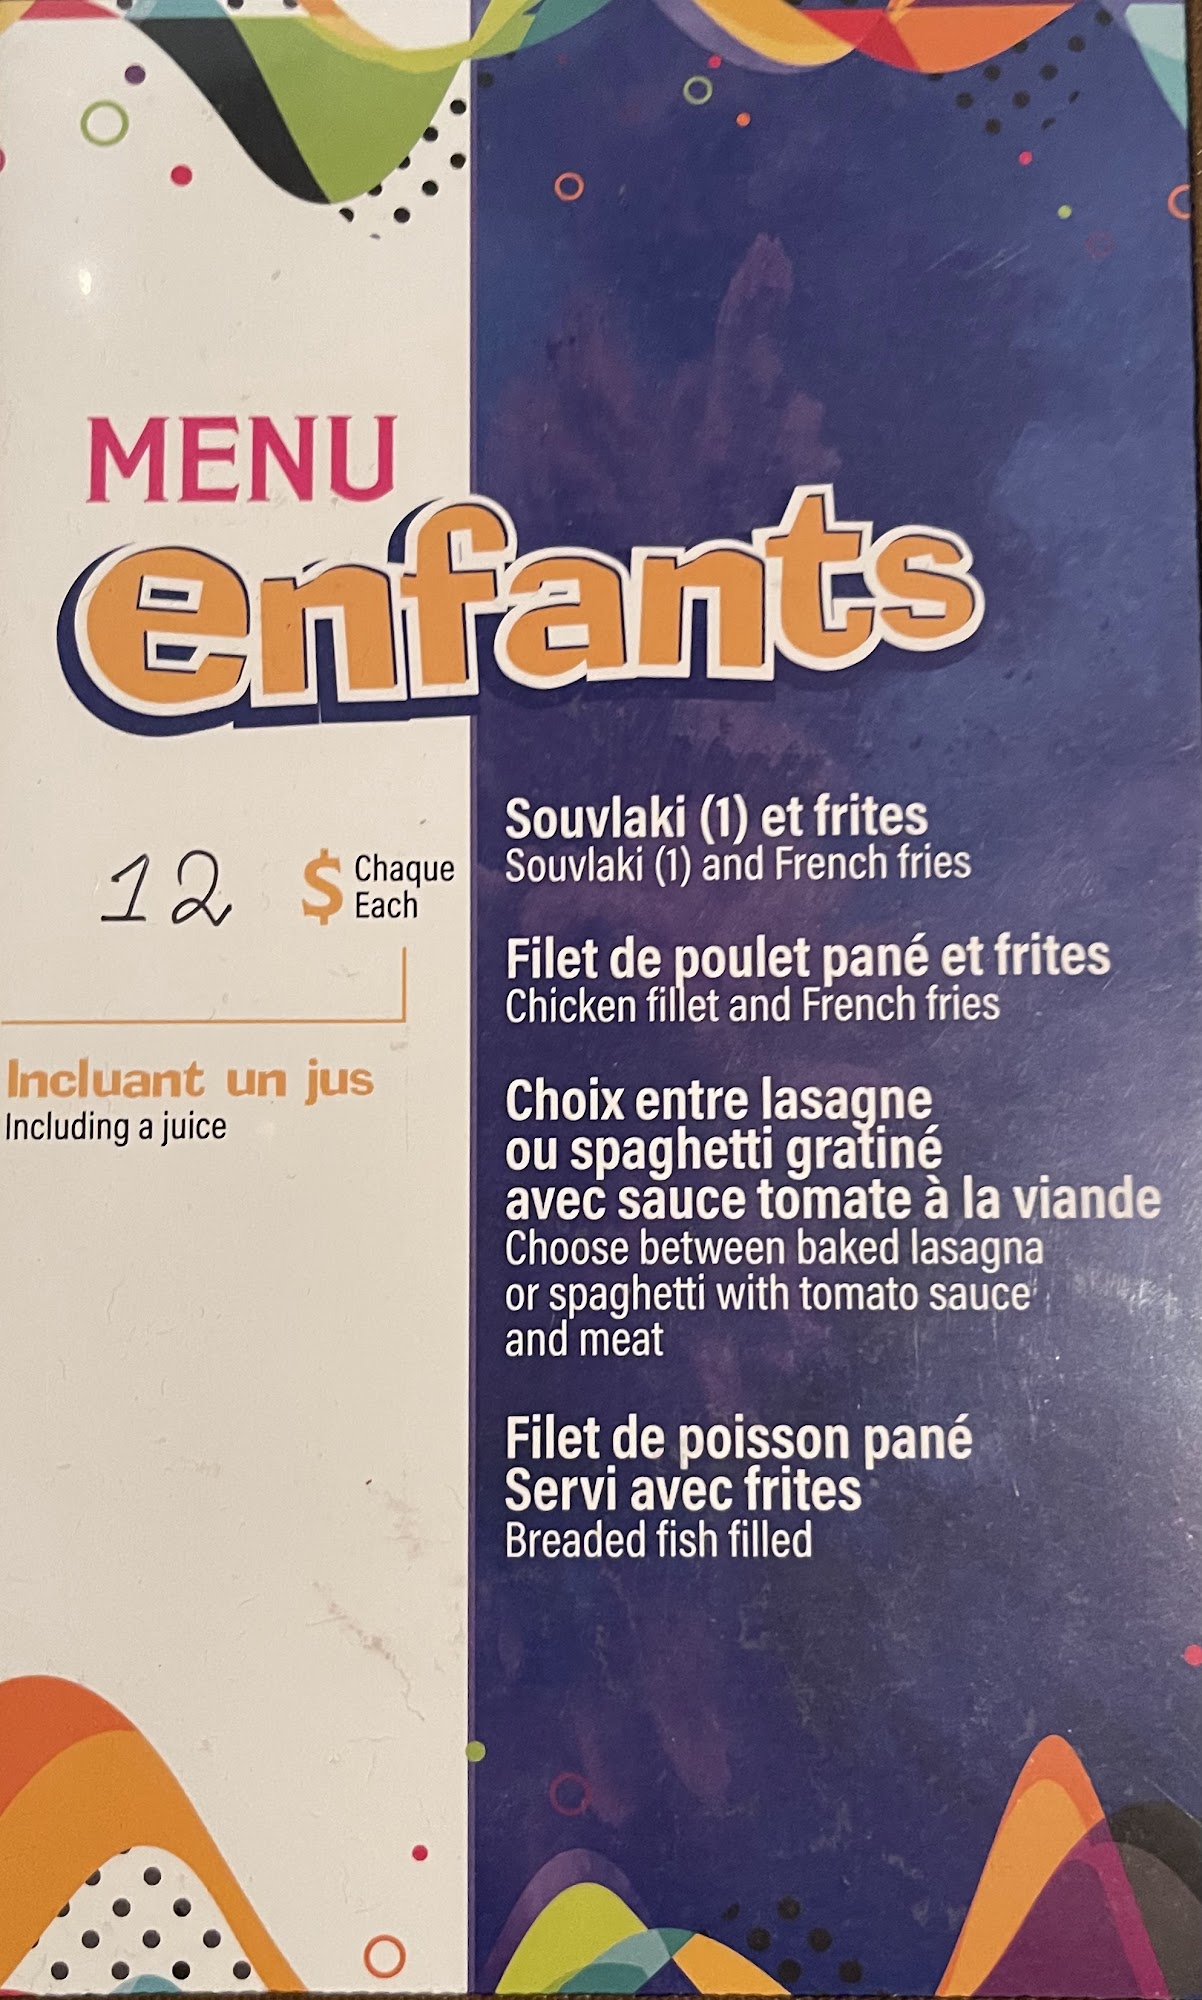 MENU
enfants
12 $ Chaque
Each
Incluant un jus
Including a juice
Souvlaki (1) et frites
Souvlaki (1) and French fries
Filet de poulet pané et frites
Chicken fillet and French fries
Choix entre lasagne
ou spaghetti gratiné
avec sauce tomate à la viande
Choose between baked lasagna
or spaghetti with tomato sauce
and meat
Filet de poisson pané
Servi avec frites
Breaded fish filled